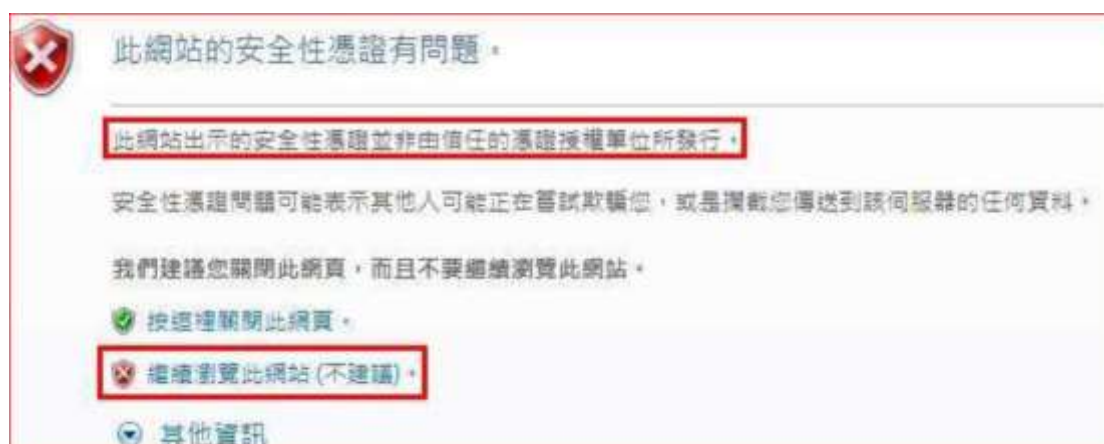 此網站的安全性憑證有問題。
此網站出示的安全性憑證並非由信任的憑證授權單位所發行。
安全性憑證問題可能表示其他人可能正在嘗試欺騙您，或是攔截您傳送到該伺服器的任何資料。
我們建議您關閉此網頁，而且不要繼續瀏覽此網站。
按這裡關閉此網頁。
繼續瀏覽此網站 (不建議)。
其他資訊